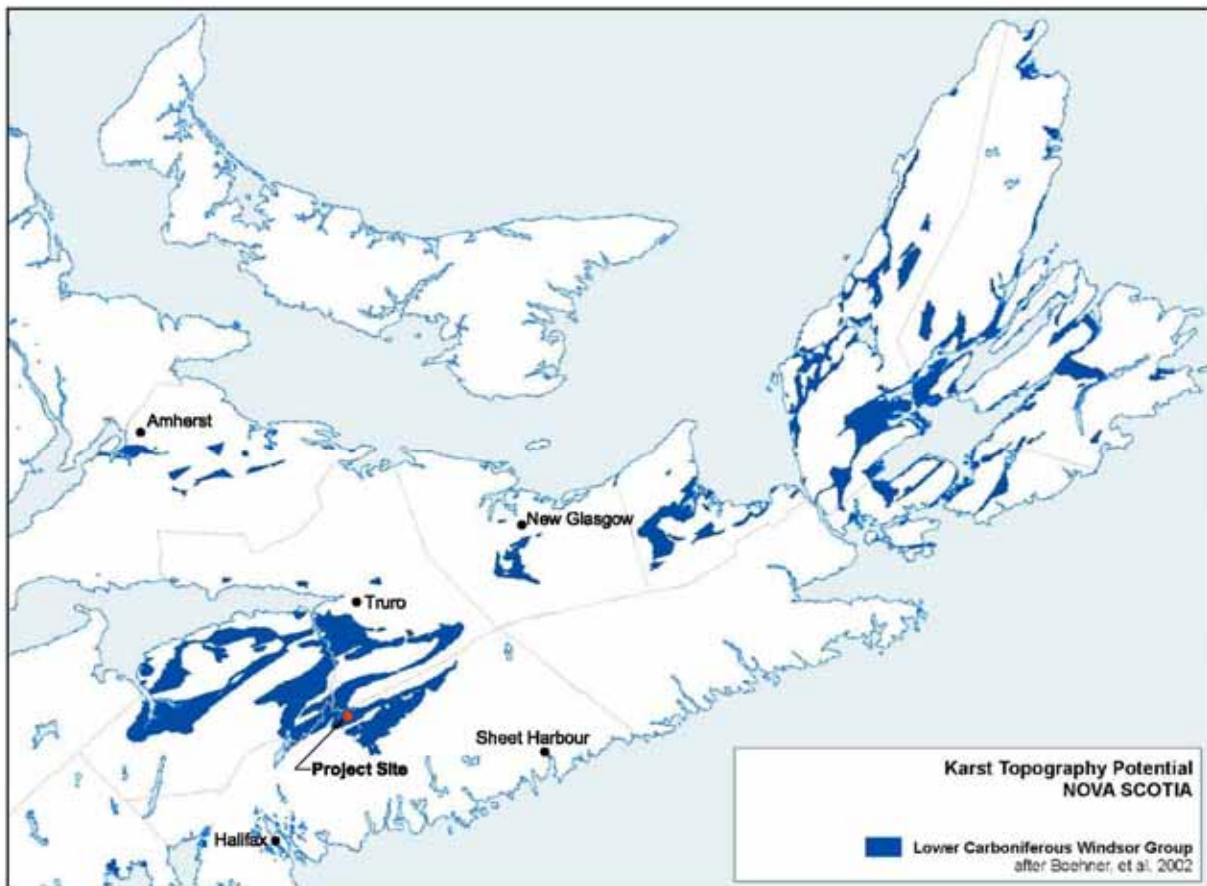 Amherst
New Glasgow
Truro
Sheet Harbour
Project Site
Halifax
Karst Topography Potential
NOVA SCOTIA
Lower Carboniferous Windsor Group
after Boehner, et al. 2002